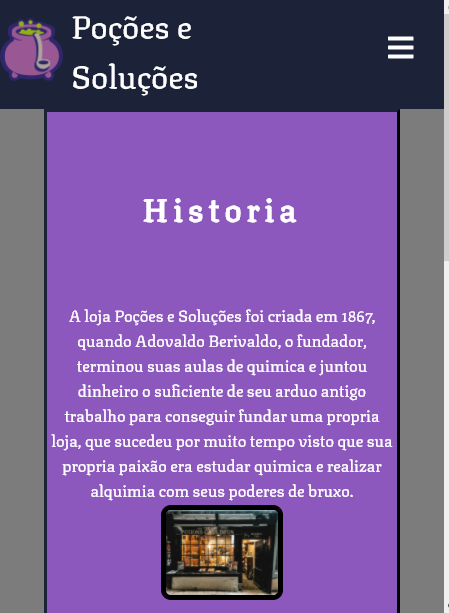 Poções e
Soluções
Historia
A loja Poções e Soluções foi criada em 1867,
quando Adovaldo Berivaldo, o fundador,
terminou suas aulas de quimica e juntou
dinheiro o suficiente de seu arduo antigo
trabalho para conseguir fundar uma propria
loja, que sucedeu por muito tempo visto que sua
propria paixão era estudar quimica e realizar
alquimia com seus poderes de bruxo.